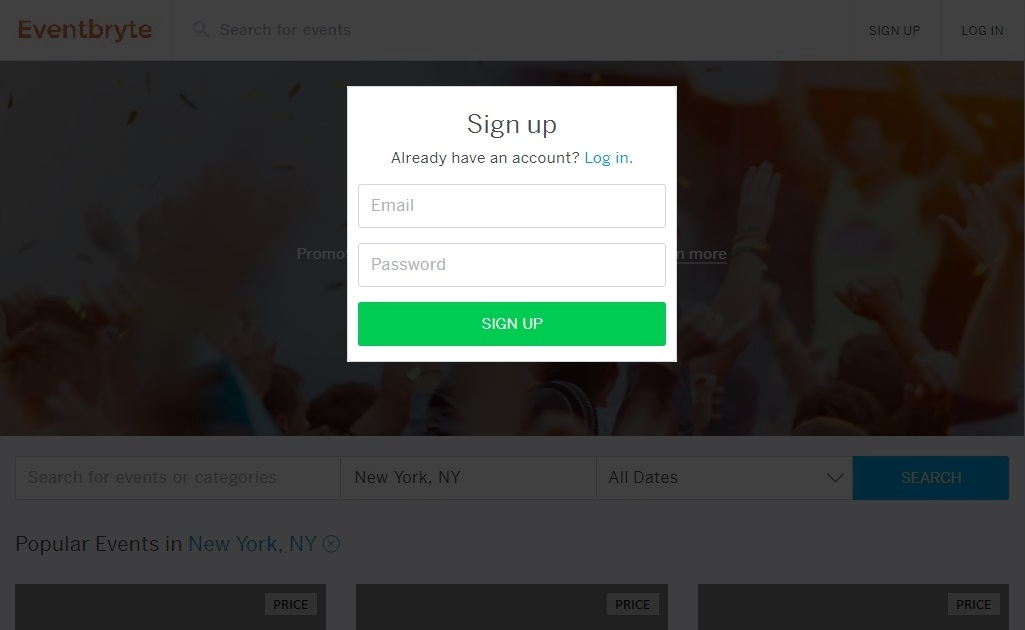 Eventbryte
Search for events
SIGN UP
LOG IN
Sign up
Already have an account? Log in.
Email
Password
SIGN UP
more
Search for events or categories
New York, NY
All Dates
SEARCH
Popular Events in New York, NY
PRICE
PRICE
PRICE